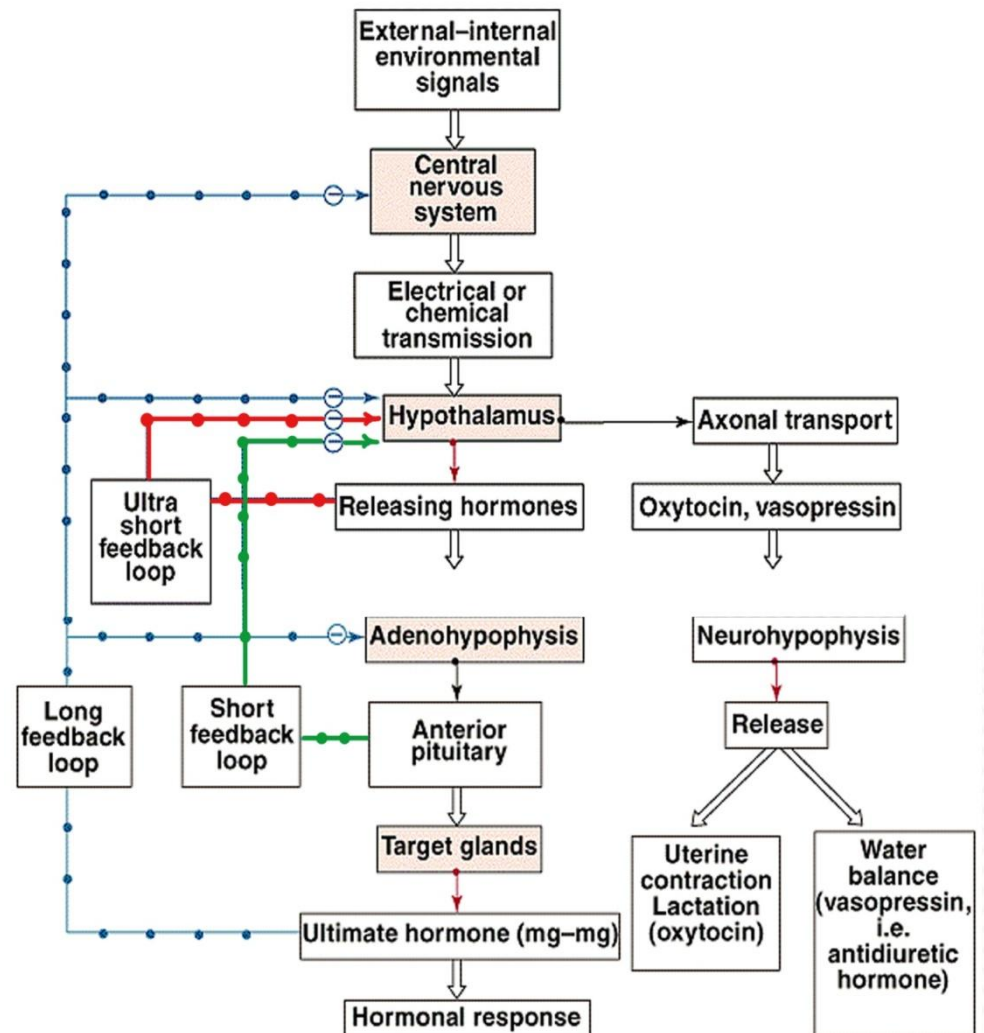 External–internal
environmental
signals
Central
nervous
system
Electrical or
chemical
transmission
Hypothalamus
Axonal transport
Ultra
short
feedback
loop
Releasing hormones
Oxytocin, vasopressin
Adenohypophysis
Neurohypophysis
Long
feedback
loop
Short
feedback
loop
Anterior
pituitary
Release
Target glands
Uterine
contraction
Lactation
(oxytocin)
Water
balance
(vasopressin,
i.e.
antidiuretic
hormone)
Ultimate hormone (mg–mg)
Hormonal response